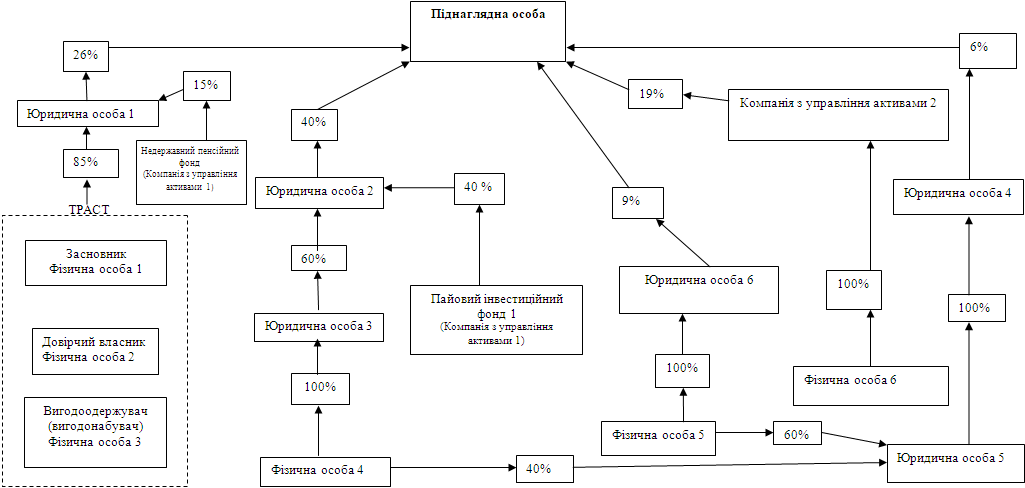 Піднаглядна особа
26%
6%
15%
19%
Юридична особа 1
Компанія з управління активами 2
40%
Недержавний пенсійний
фонд
(Компанія з управління
активами 1)
85%
Юридична особа 2
40 %
9%
Юридична особа 4
ТРАСТ
Засновник
Фізична особа 1
60%
Юридична особа 6
100%
Пайовий інвестиційний
фонд 1
(Компанія з управління
активами 1)
100%
Юридична особа 3
Довірчий власник
Фізична особа 2
100%
100%
Фізична особа 6
Вигодоодержувач
(вигодонабувач)
Фізична особа 3
Фізична особа 5
60%
Юридична особа 5
Фізична особа 4
40%